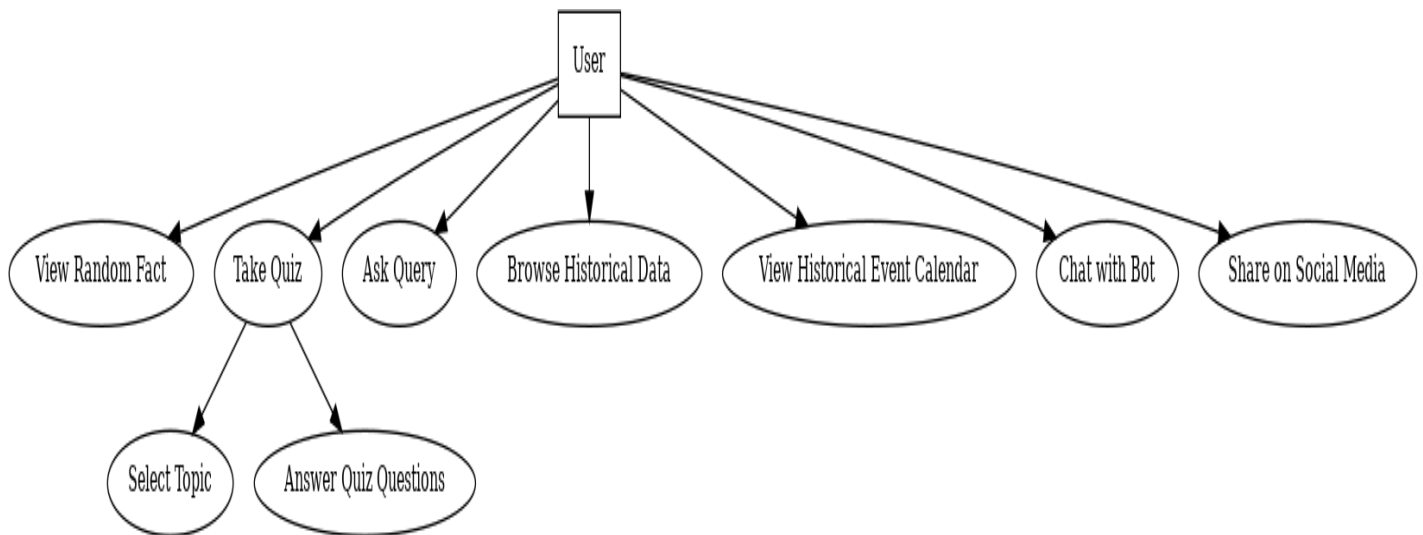 User
View Random Fact
Take Quiz
Ask Query
Browse Historical Data
View Historical Event Calendar
Chat with Bot
Share on Social Media
Select Topic
Answer Quiz Questions